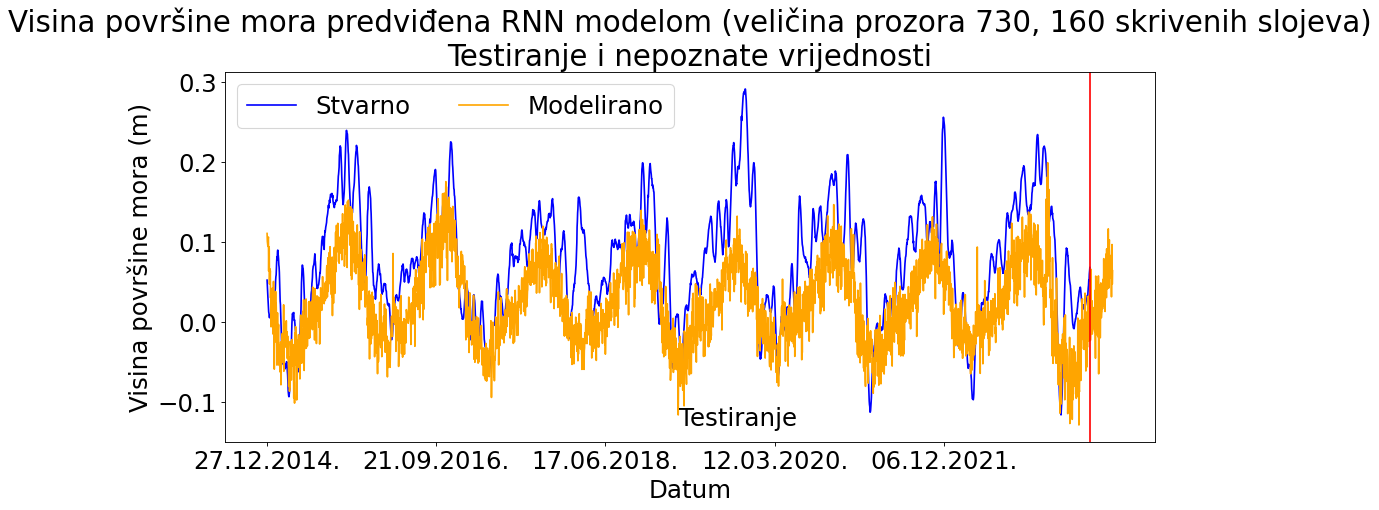 Visina površine mora predviđena RNN modelom (veličina prozora 730, 160 skrivenih slojeva)
Testiranje i nepoznate vrijednosti
Stvarno Modelirano
Visina površine mora (m)
0.3
0.2
0.1
0.0
−0.1
Testiranje
27.12.2014. 21.09.2016. 17.06.2018. 12.03.2020. 06.12.2021.
Datum